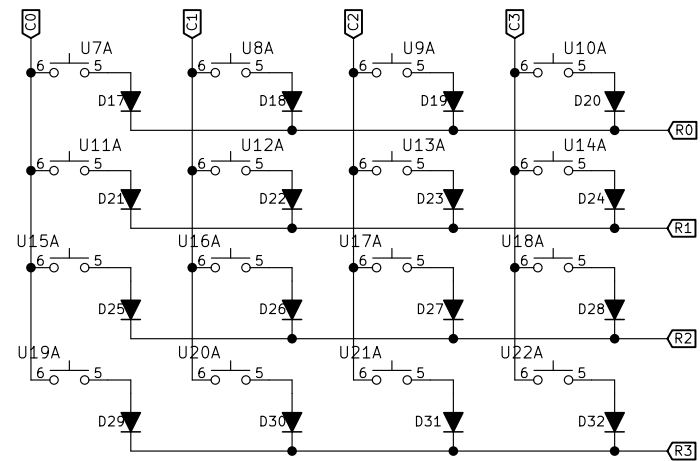 C0 C1 C2 C3
U7A U8A U9A U10A
6 5 6 5 6 5 6 5
D17 D18 D19 D20
R0
U11A U12A U13A U14A
6 5 6 5 6 5 6 5
D21 D22 D23 D24
R1
U15A U16A U17A U18A
6 5 6 5 6 5 6 5
D25 D26 D27 D28
R2
U19A U20A U21A U22A
6 5 6 5 6 5 6 5
D29 D30 D31 D32
R3